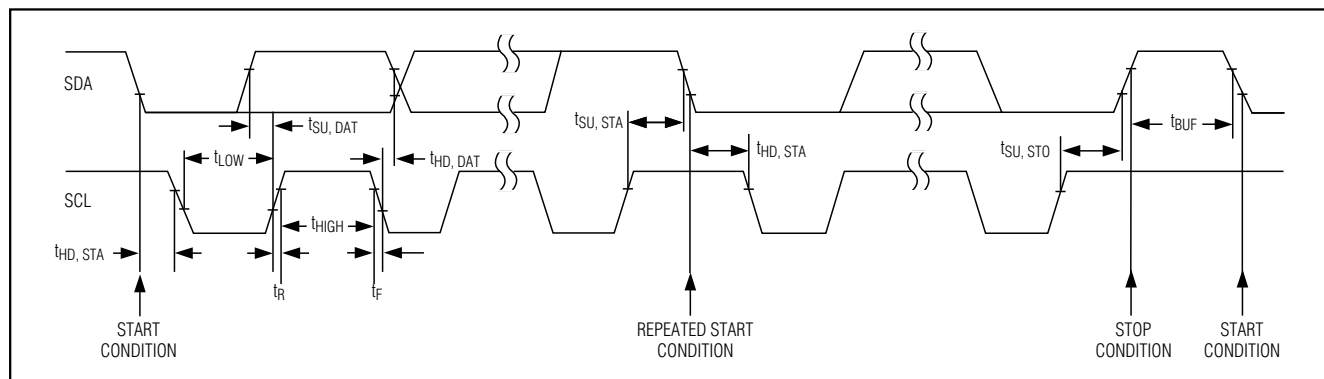 SDA
tSU, DAT
tSU, STA
tBUF
tLOW
tHD, DAT
tHD, STA
tSU, STO
SCL
tHIGH
tHD, STA
tR
tF
START
CONDITION
REPEATED START
CONDITION
STOP
CONDITION
START
CONDITION